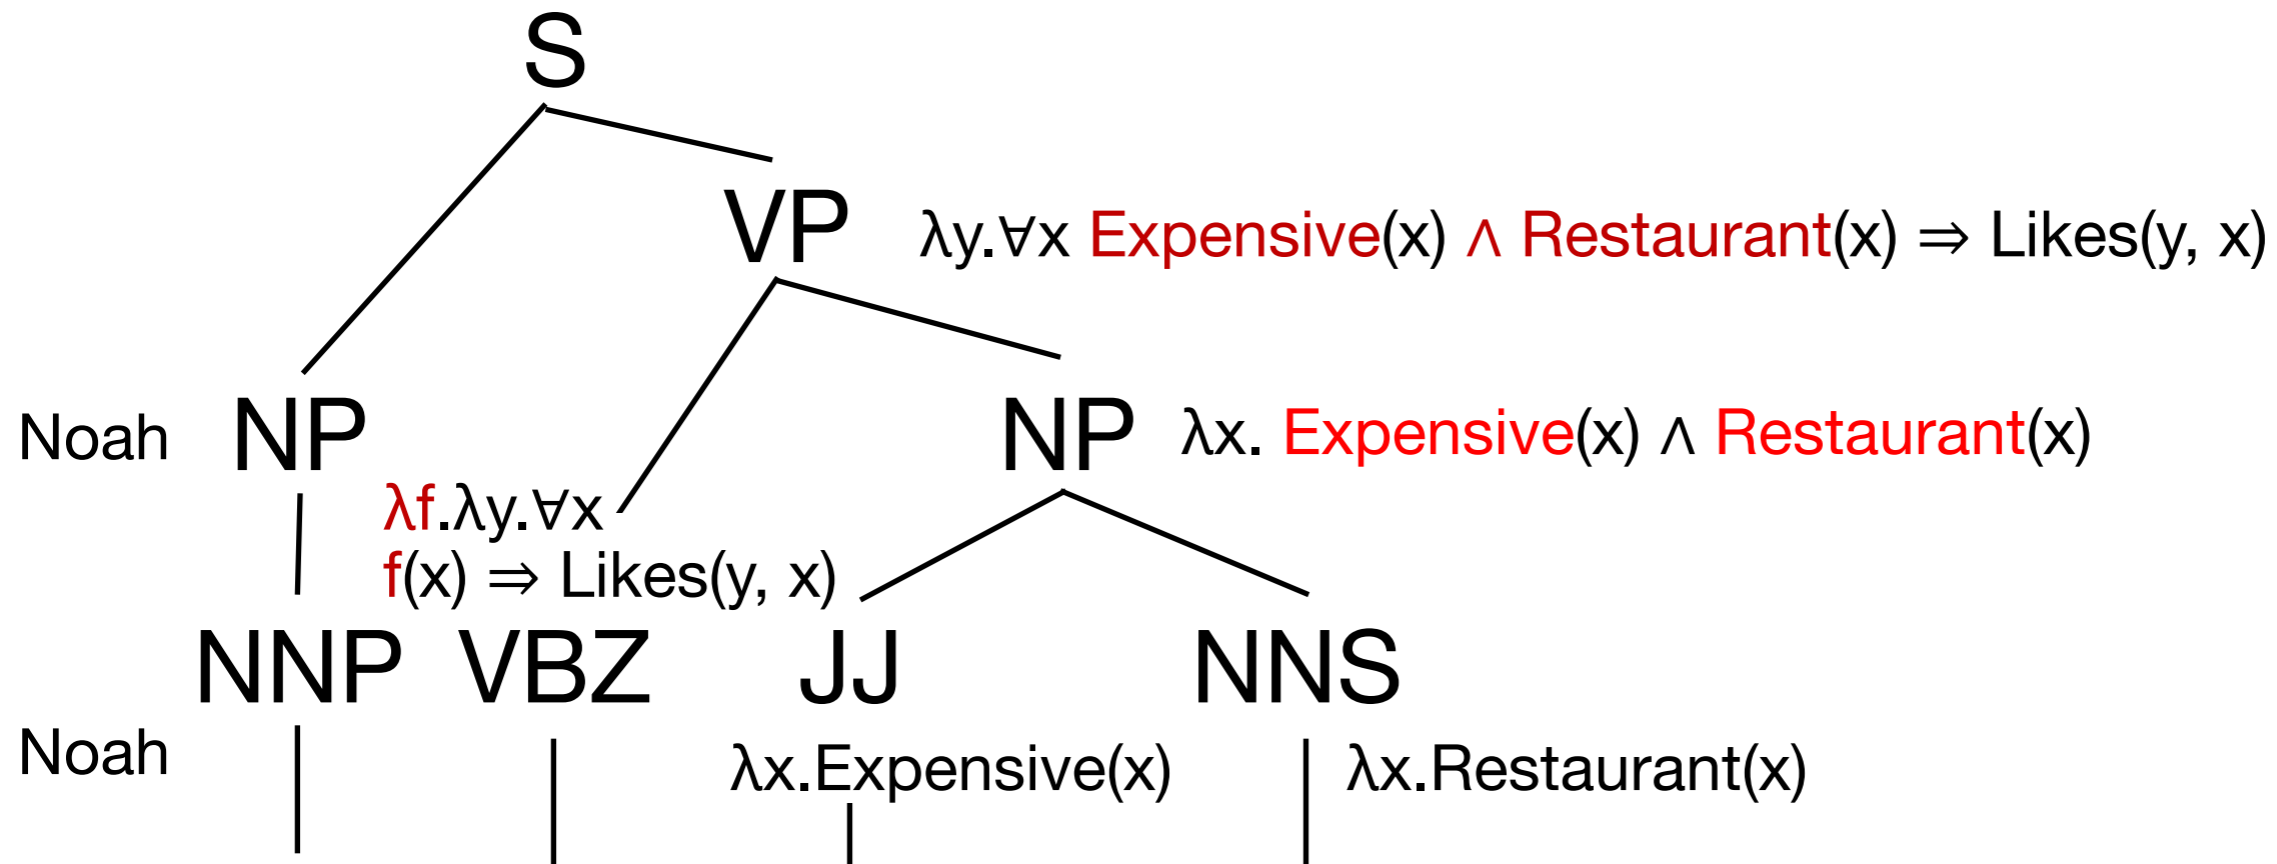 S
VP λy.∀x Expensive(x) ∧ Restaurant(x) ⇒ Likes(y, x)
Noah NP NP λx. Expensive(x) ∧ Restaurant(x)
λf.λy.∀x
f(x) ⇒ Likes(y, x)
NNP VBZ JJ NNS
Noah λx.Expensive(x) λx.Restaurant(x)